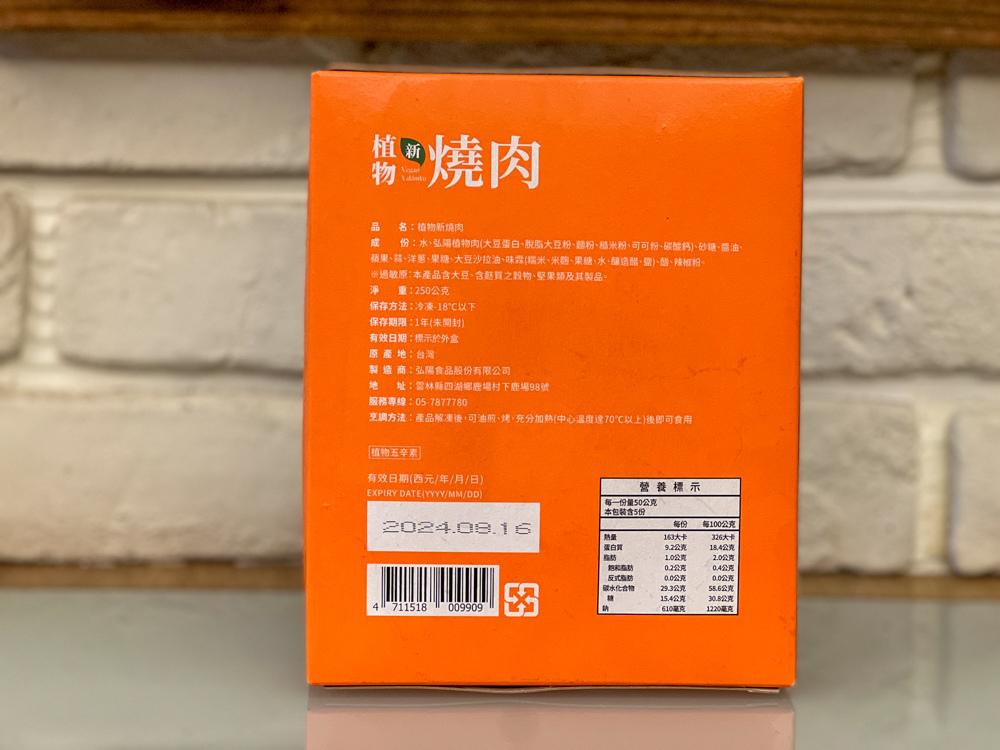 植物新燒肉
Vegan
Yakiniku
品 名：植物新燒肉
成 份：水、弘陽植物肉(大豆蛋白、脫脂大豆粉、麵粉、糙米粉、可可粉、碳酸鈣)、砂糖、醬油、
蘋果、蒜、洋蔥、果糖、大豆沙拉油、味霖(糯米、米麴、果糖、水、釀造醋、鹽)、醋、辣椒粉。
※過敏原：本產品含大豆、含麩質之穀物、堅果類及其製品。
淨 重：250公克
保存方法：冷凍-18℃以下
保存期限：1年(未開封)
有效日期：標示於外盒
原 產 地：台灣
製 造 商：弘陽食品股份有限公司
地 址：雲林縣四湖鄉鹿場村下鹿場98號
服務專線：05-7877780
烹調方法：產品解凍後，可油煎、烤，充分加熱(中心溫度達70℃以上)後即可食用
植物五辛素
有效日期(西元/年/月/日)
EXPIRY DATE(YYYY/MM/DD)
2024.08.16
4 711518 009909
營 養 標 示
每一份量50公克
本包裝含5份
每份 每100公克
熱量 163大卡 326大卡
蛋白質 9.2公克 18.4公克
脂肪 1.0公克 2.0公克
飽和脂肪 0.2公克 0.4公克
反式脂肪 0.0公克 0.0公克
碳水化合物 29.3公克 58.6公克
糖 15.4公克 30.8公克
鈉 610毫克 1220毫克